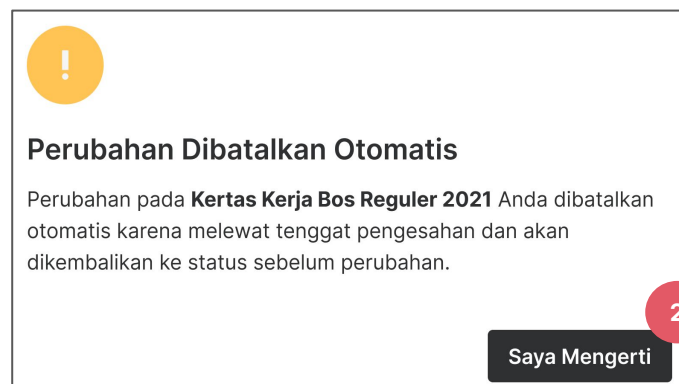 !
Perubahan Dibatalkan Otomatis
Perubahan pada Kertas Kerja Bos Reguler 2021 Anda dibatalkan
otomatis karena melewat tenggat pengesahan dan akan
dikembalikan ke status sebelum perubahan.
2
Saya Mengerti